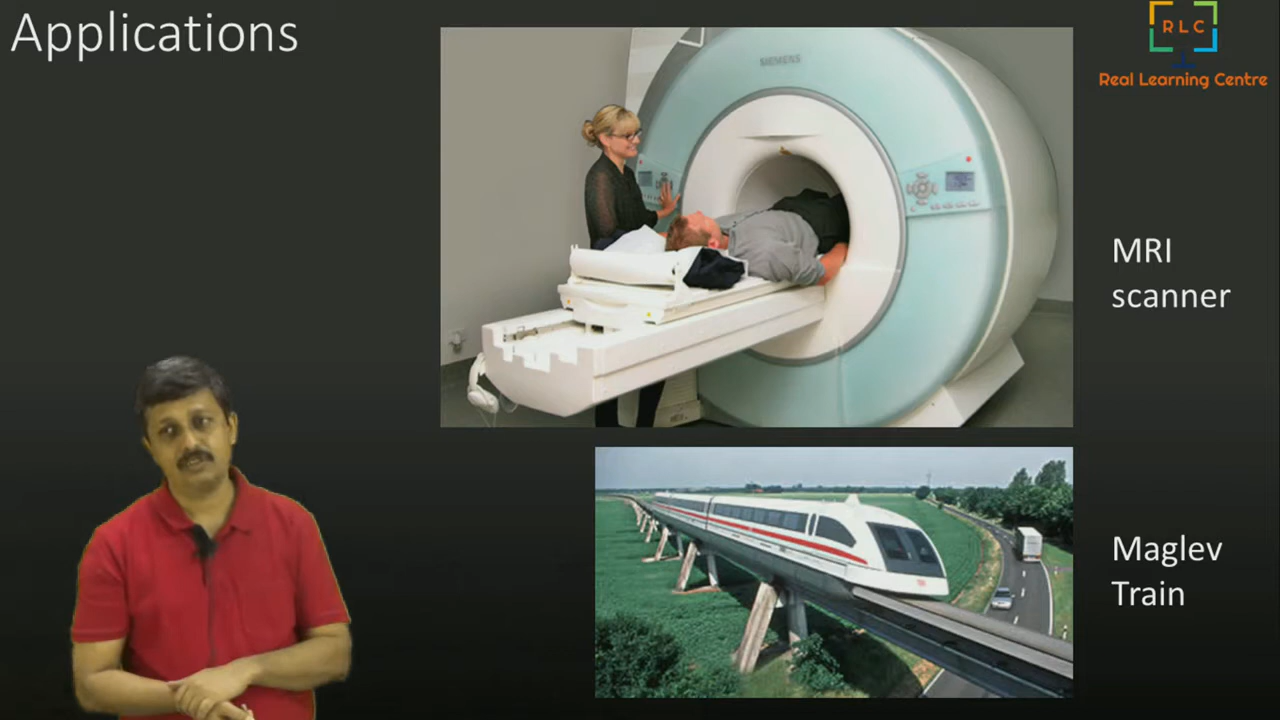 Applications
RLC
Real Learning Centre
SIEMENS
MRI
scanner
Maglev
Train